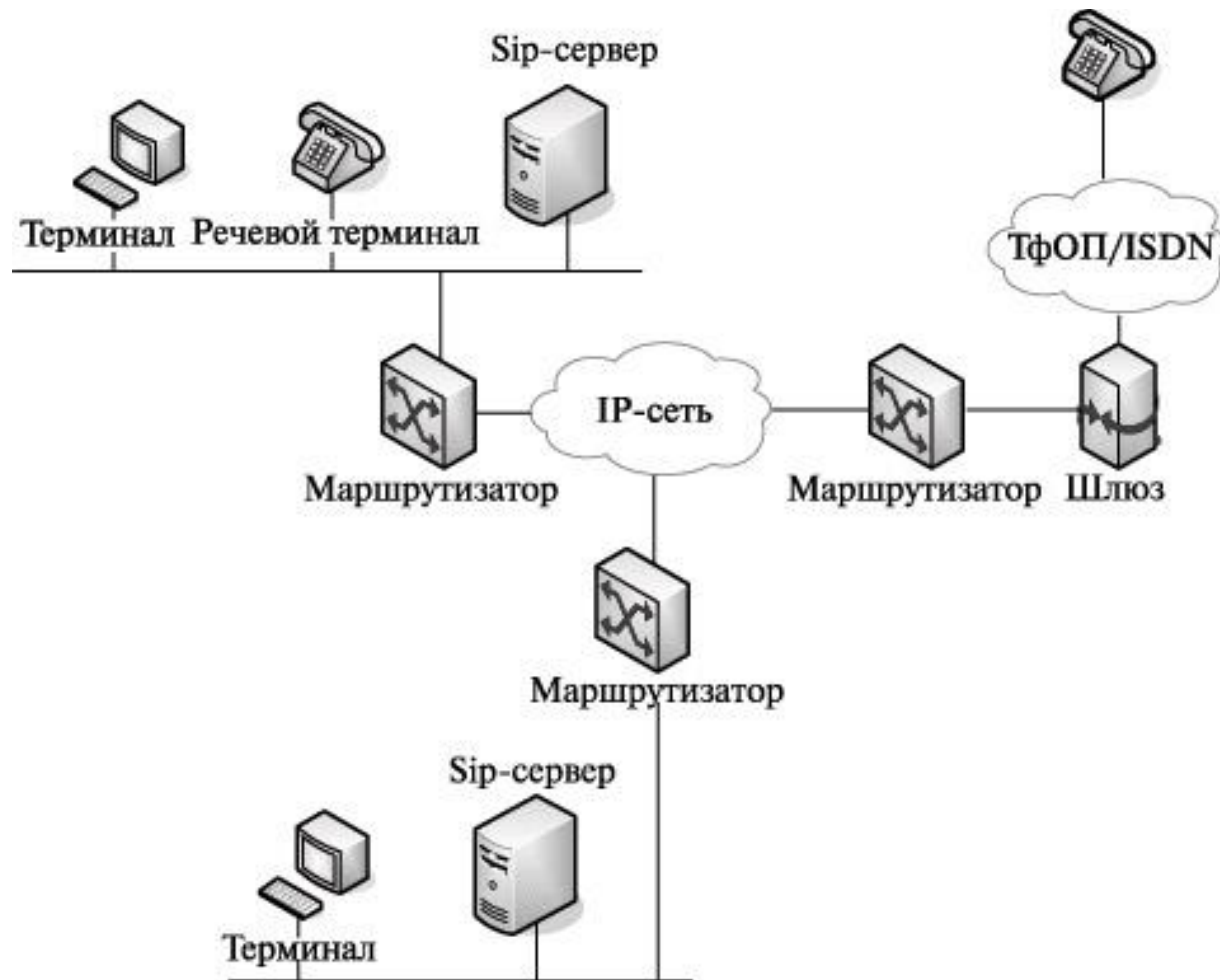 Sip-сервер
Терминал
Речевой терминал
ТфОП/ISDN
IP-сеть
Маршрутизатор
Маршрутизатор
Шлюз
Маршрутизатор
Sip-сервер
Терминал